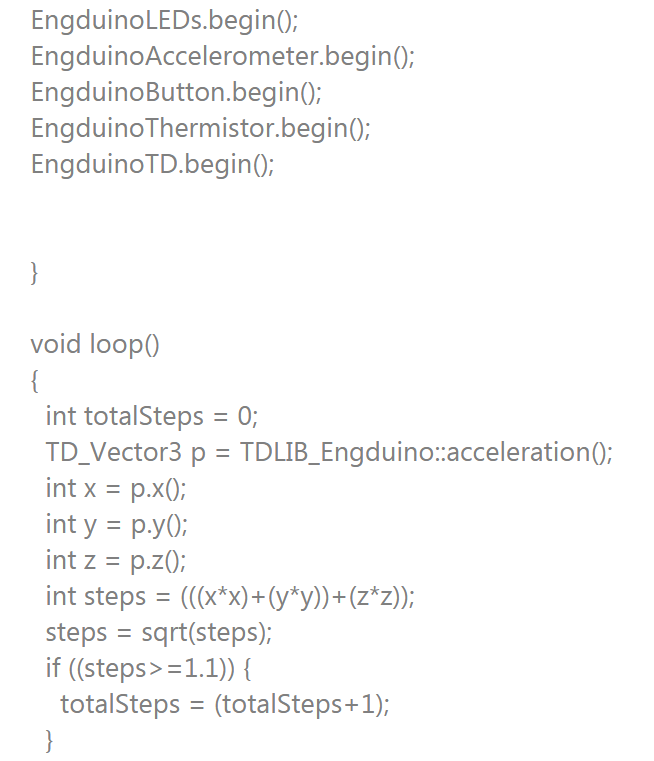 EngduinoLEDs.begin();
EngduinoAccelerometer.begin();
EngduinoButton.begin();
EngduinoThermistor.begin();
EngduinoTD.begin();
}
void loop()
{
int totalSteps = 0;
TD_Vector3 p = TDLIB_Engduino::acceleration();
int x = p.x();
int y = p.y();
int z = p.z();
int steps = (((x*x)+(y*y))+(z*z));
steps = sqrt(steps);
if ((steps>=1.1)) {
totalSteps = (totalSteps+1);
}